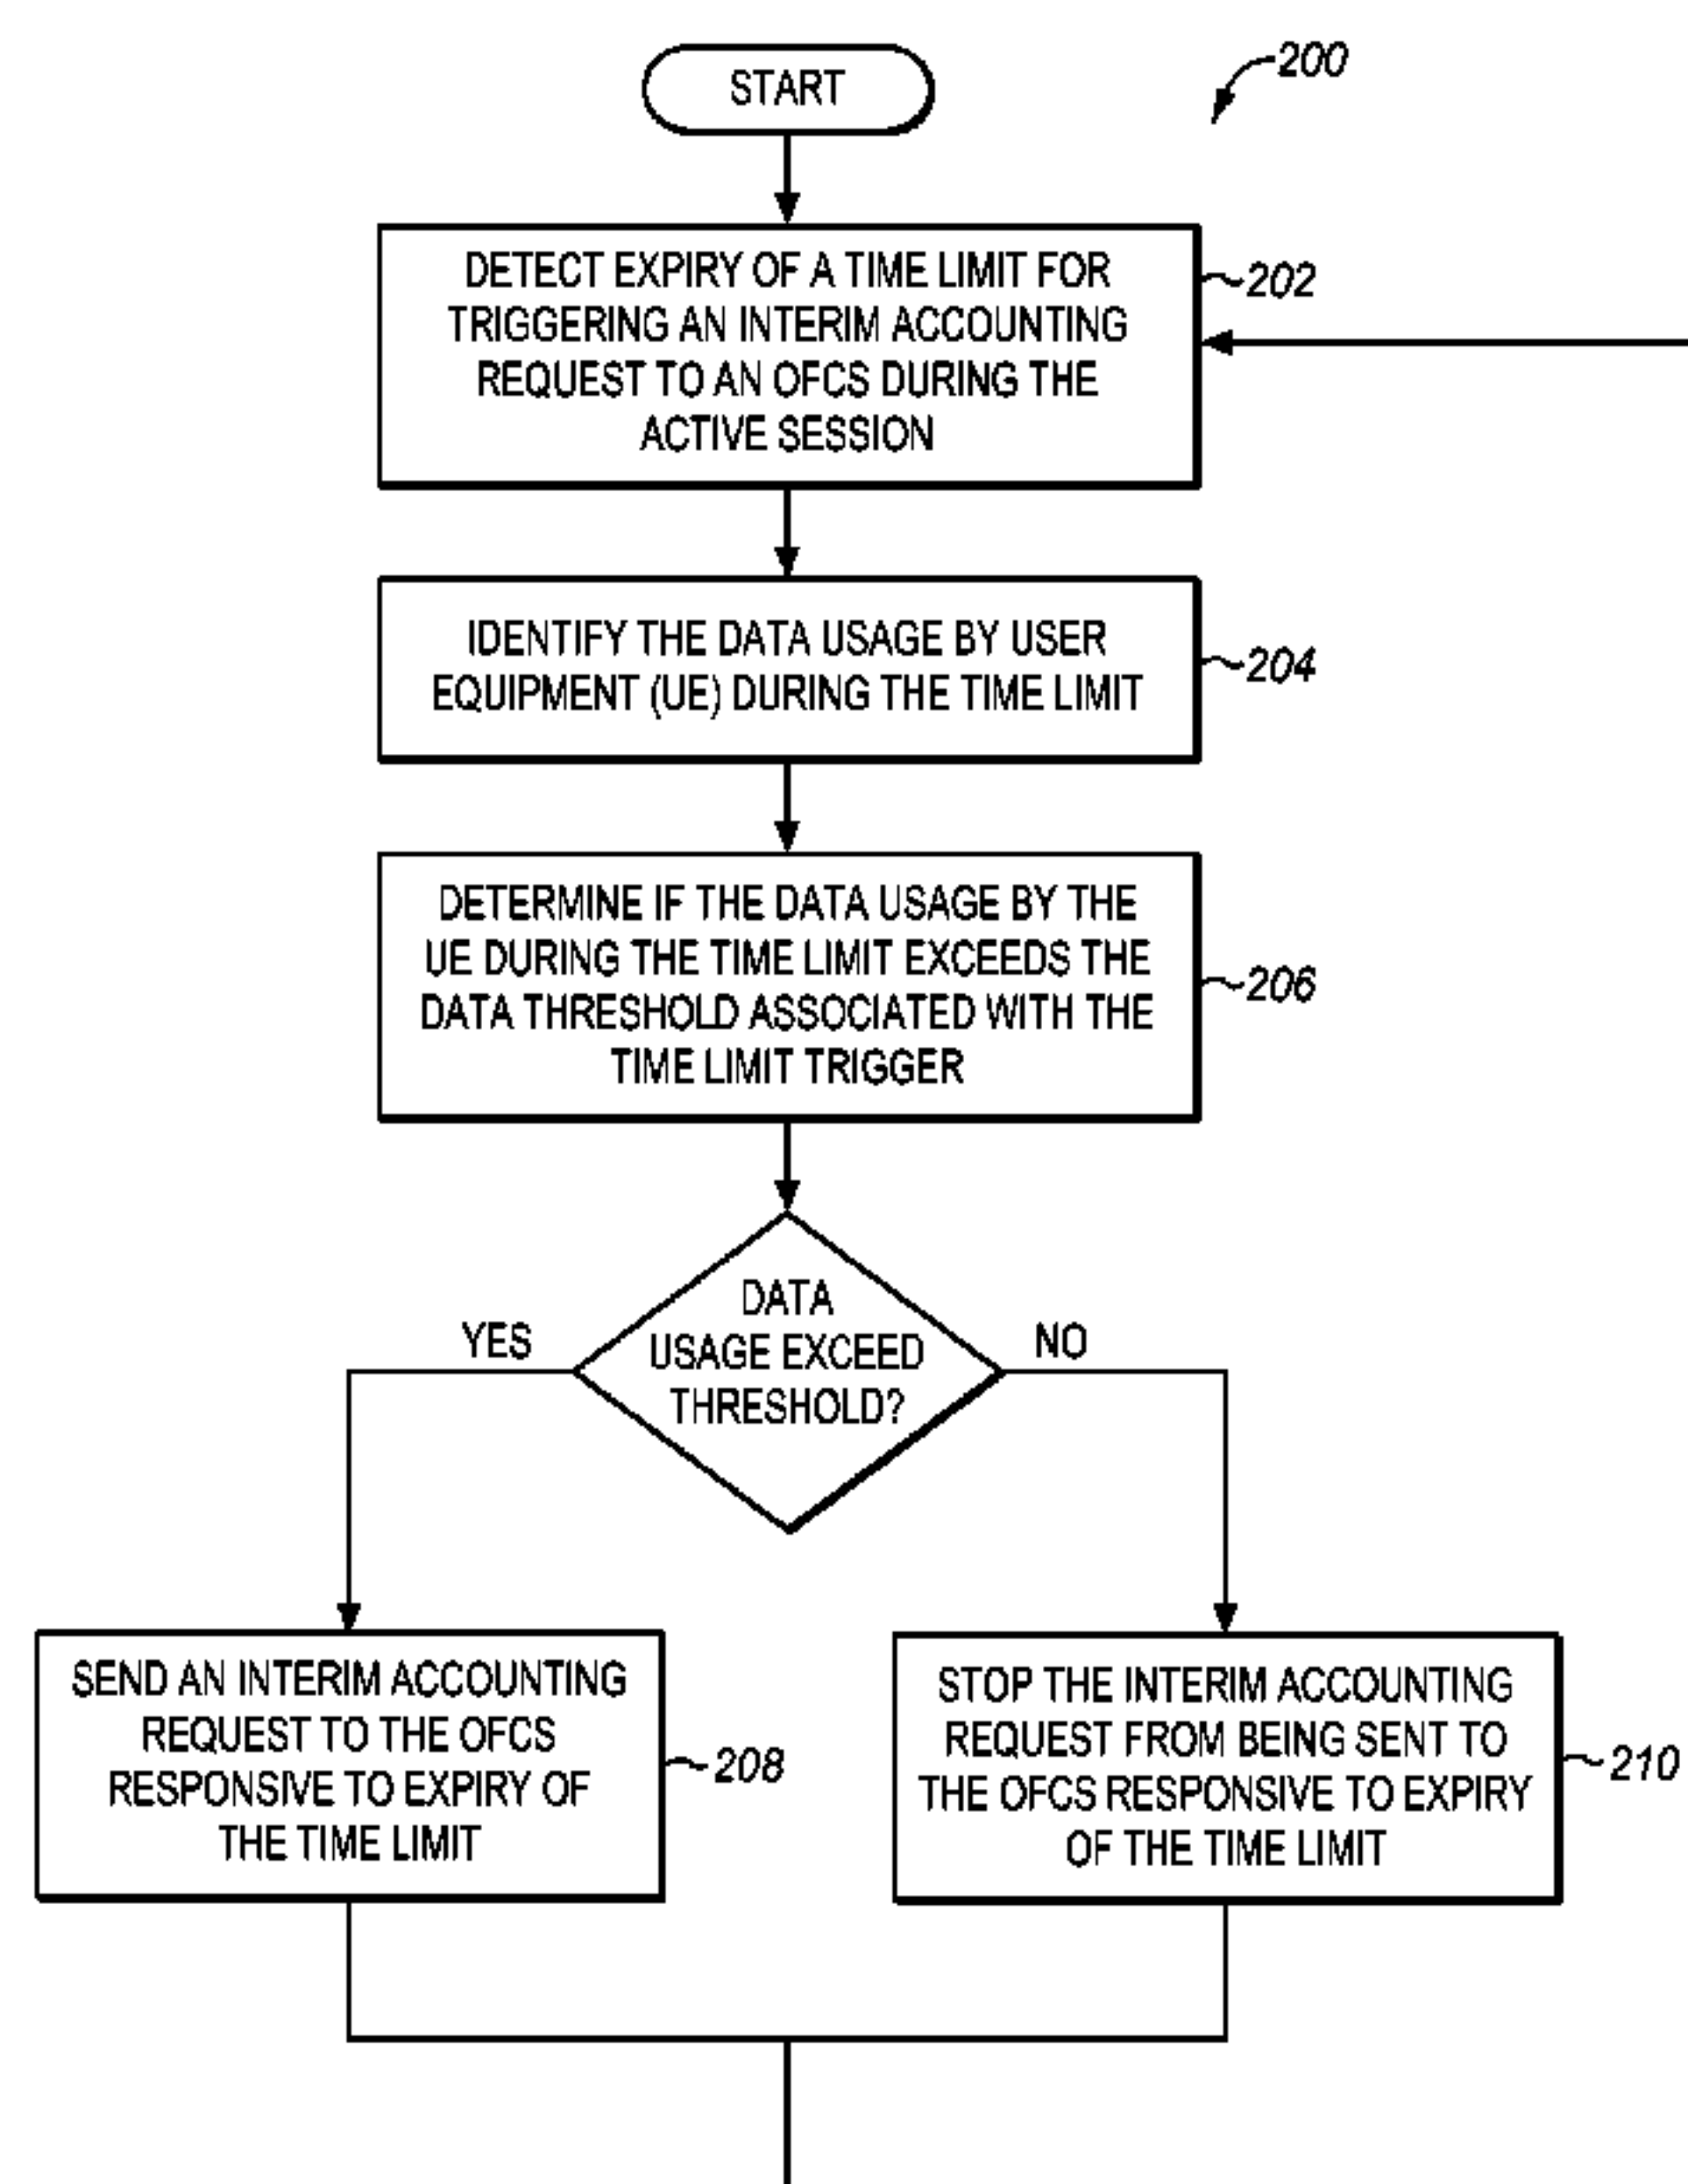 START
200
DETECT EXPIRY OF A TIME LIMIT FOR
TRIGGERING AN INTERIM ACCOUNTING
REQUEST TO AN OFCS DURING THE
ACTIVE SESSION
202
IDENTIFY THE DATA USAGE BY USER
EQUIPMENT (UE) DURING THE TIME LIMIT
204
DETERMINE IF THE DATA USAGE BY THE
UE DURING THE TIME LIMIT EXCEEDS THE
DATA THRESHOLD ASSOCIATED WITH THE
TIME LIMIT TRIGGER
206
DATA
USAGE EXCEED
THRESHOLD?
YES
NO
SEND AN INTERIM ACCOUNTING
REQUEST TO THE OFCS
RESPONSIVE TO EXPIRY OF
THE TIME LIMIT
208
STOP THE INTERIM ACCOUNTING
REQUEST FROM BEING SENT TO
THE OFCS RESPONSIVE TO EXPIRY
OF THE TIME LIMIT
210